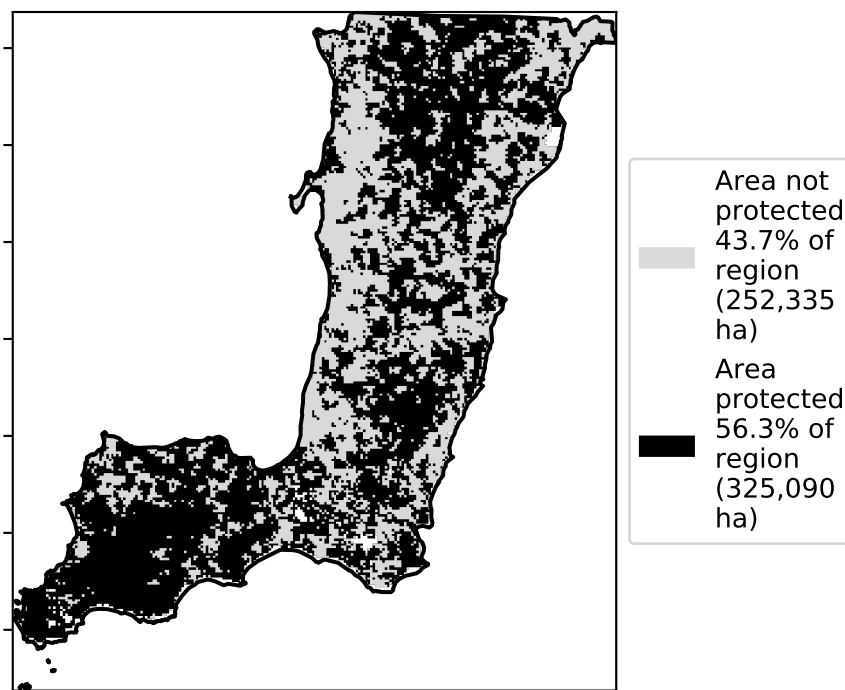 Area not
protected
43.7% of
region
(252,335
ha)
Area
protected
56.3% of
region
(325,090
ha)